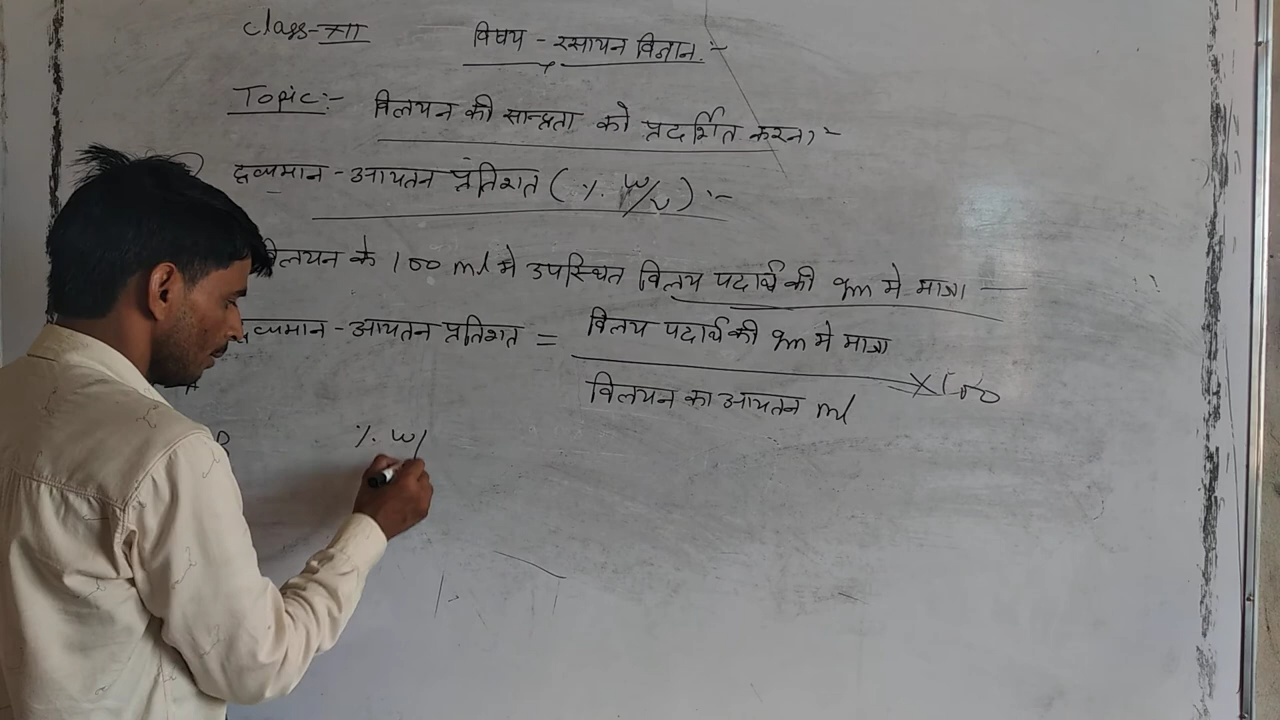 Class-XII विषय - रसायन विज्ञान :-
Topic:- विलयन की सान्द्रता को प्रदर्शित करना :-
द्रव्यमान - आयतन प्रतिशत (% W/v) :-
विलयन के 100 ml मे उपस्थित विलेय पदार्थ की gm मे मात्रा —
द्रव्यमान - आयतन प्रतिशत = विलेय पदार्थ की gm मे मात्रा
विलयन का आयतन ml ×100
% w/